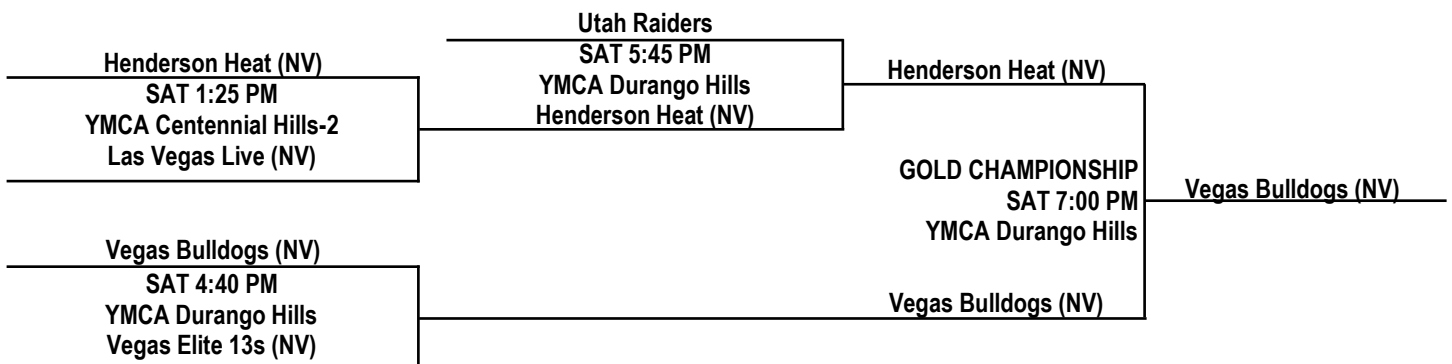 Utah Raiders
Henderson Heat (NV)
SAT 5:45 PM
YMCA Durango Hills
Henderson Heat (NV)
SAT 1:25 PM
YMCA Centennial Hills-2
Las Vegas Live (NV)
Henderson Heat (NV)
GOLD CHAMPIONSHIP
SAT 7:00 PM
YMCA Durango Hills
Vegas Bulldogs (NV)
Vegas Bulldogs (NV)
SAT 4:40 PM
YMCA Durango Hills
Vegas Elite 13s (NV)
Vegas Bulldogs (NV)